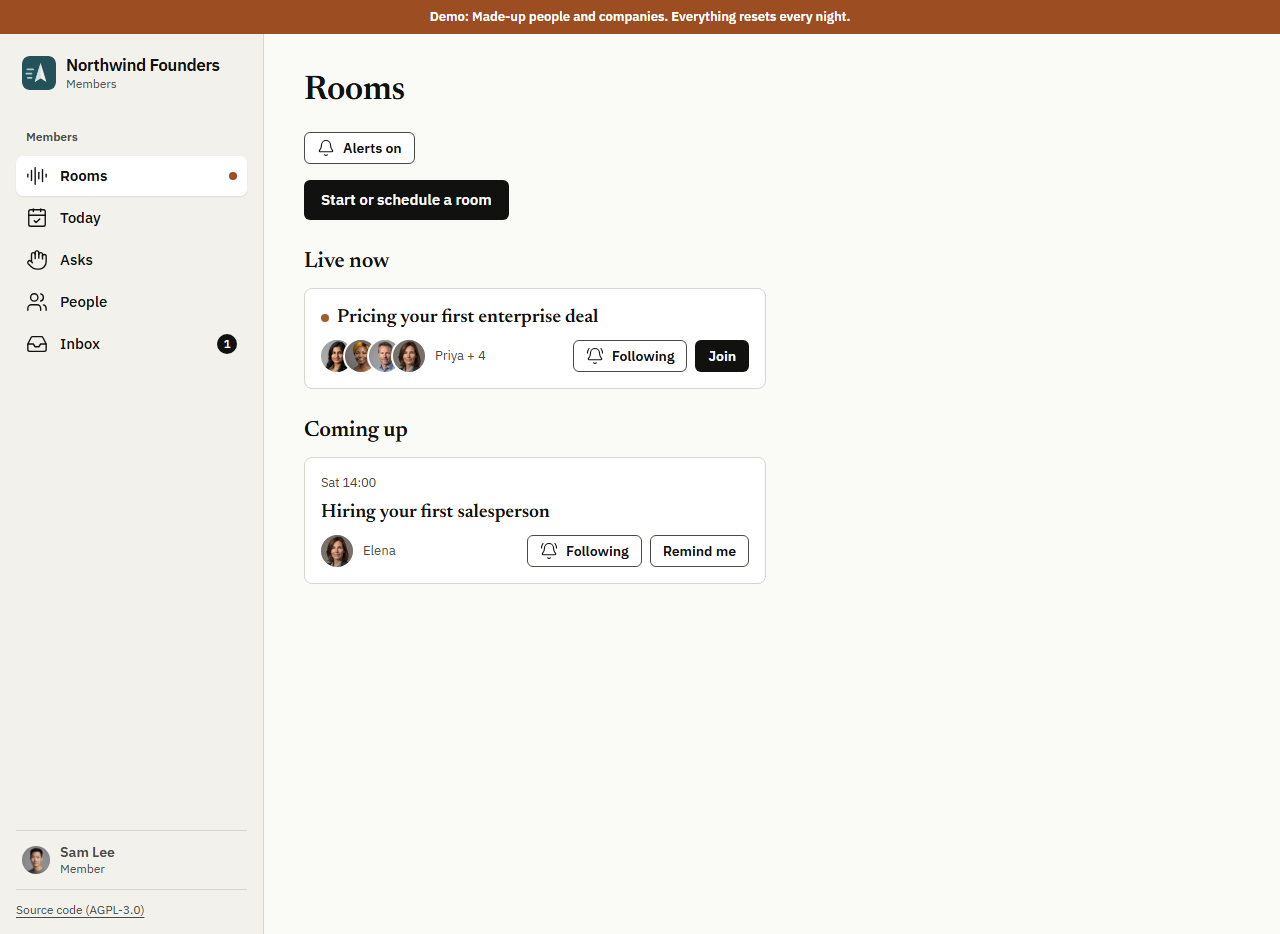 Demo: Made-up people and companies. Everything resets every night.
Northwind Founders
Members
Members
Rooms
Today
Asks
People
Inbox
1
Sam Lee
Member
Source code (AGPL-3.0)
Rooms
Alerts on
Start or schedule a room
Live now
Pricing your first enterprise deal
Priya + 4
Following
Join
Coming up
Sat 14:00
Hiring your first salesperson
Elena
Following
Remind me